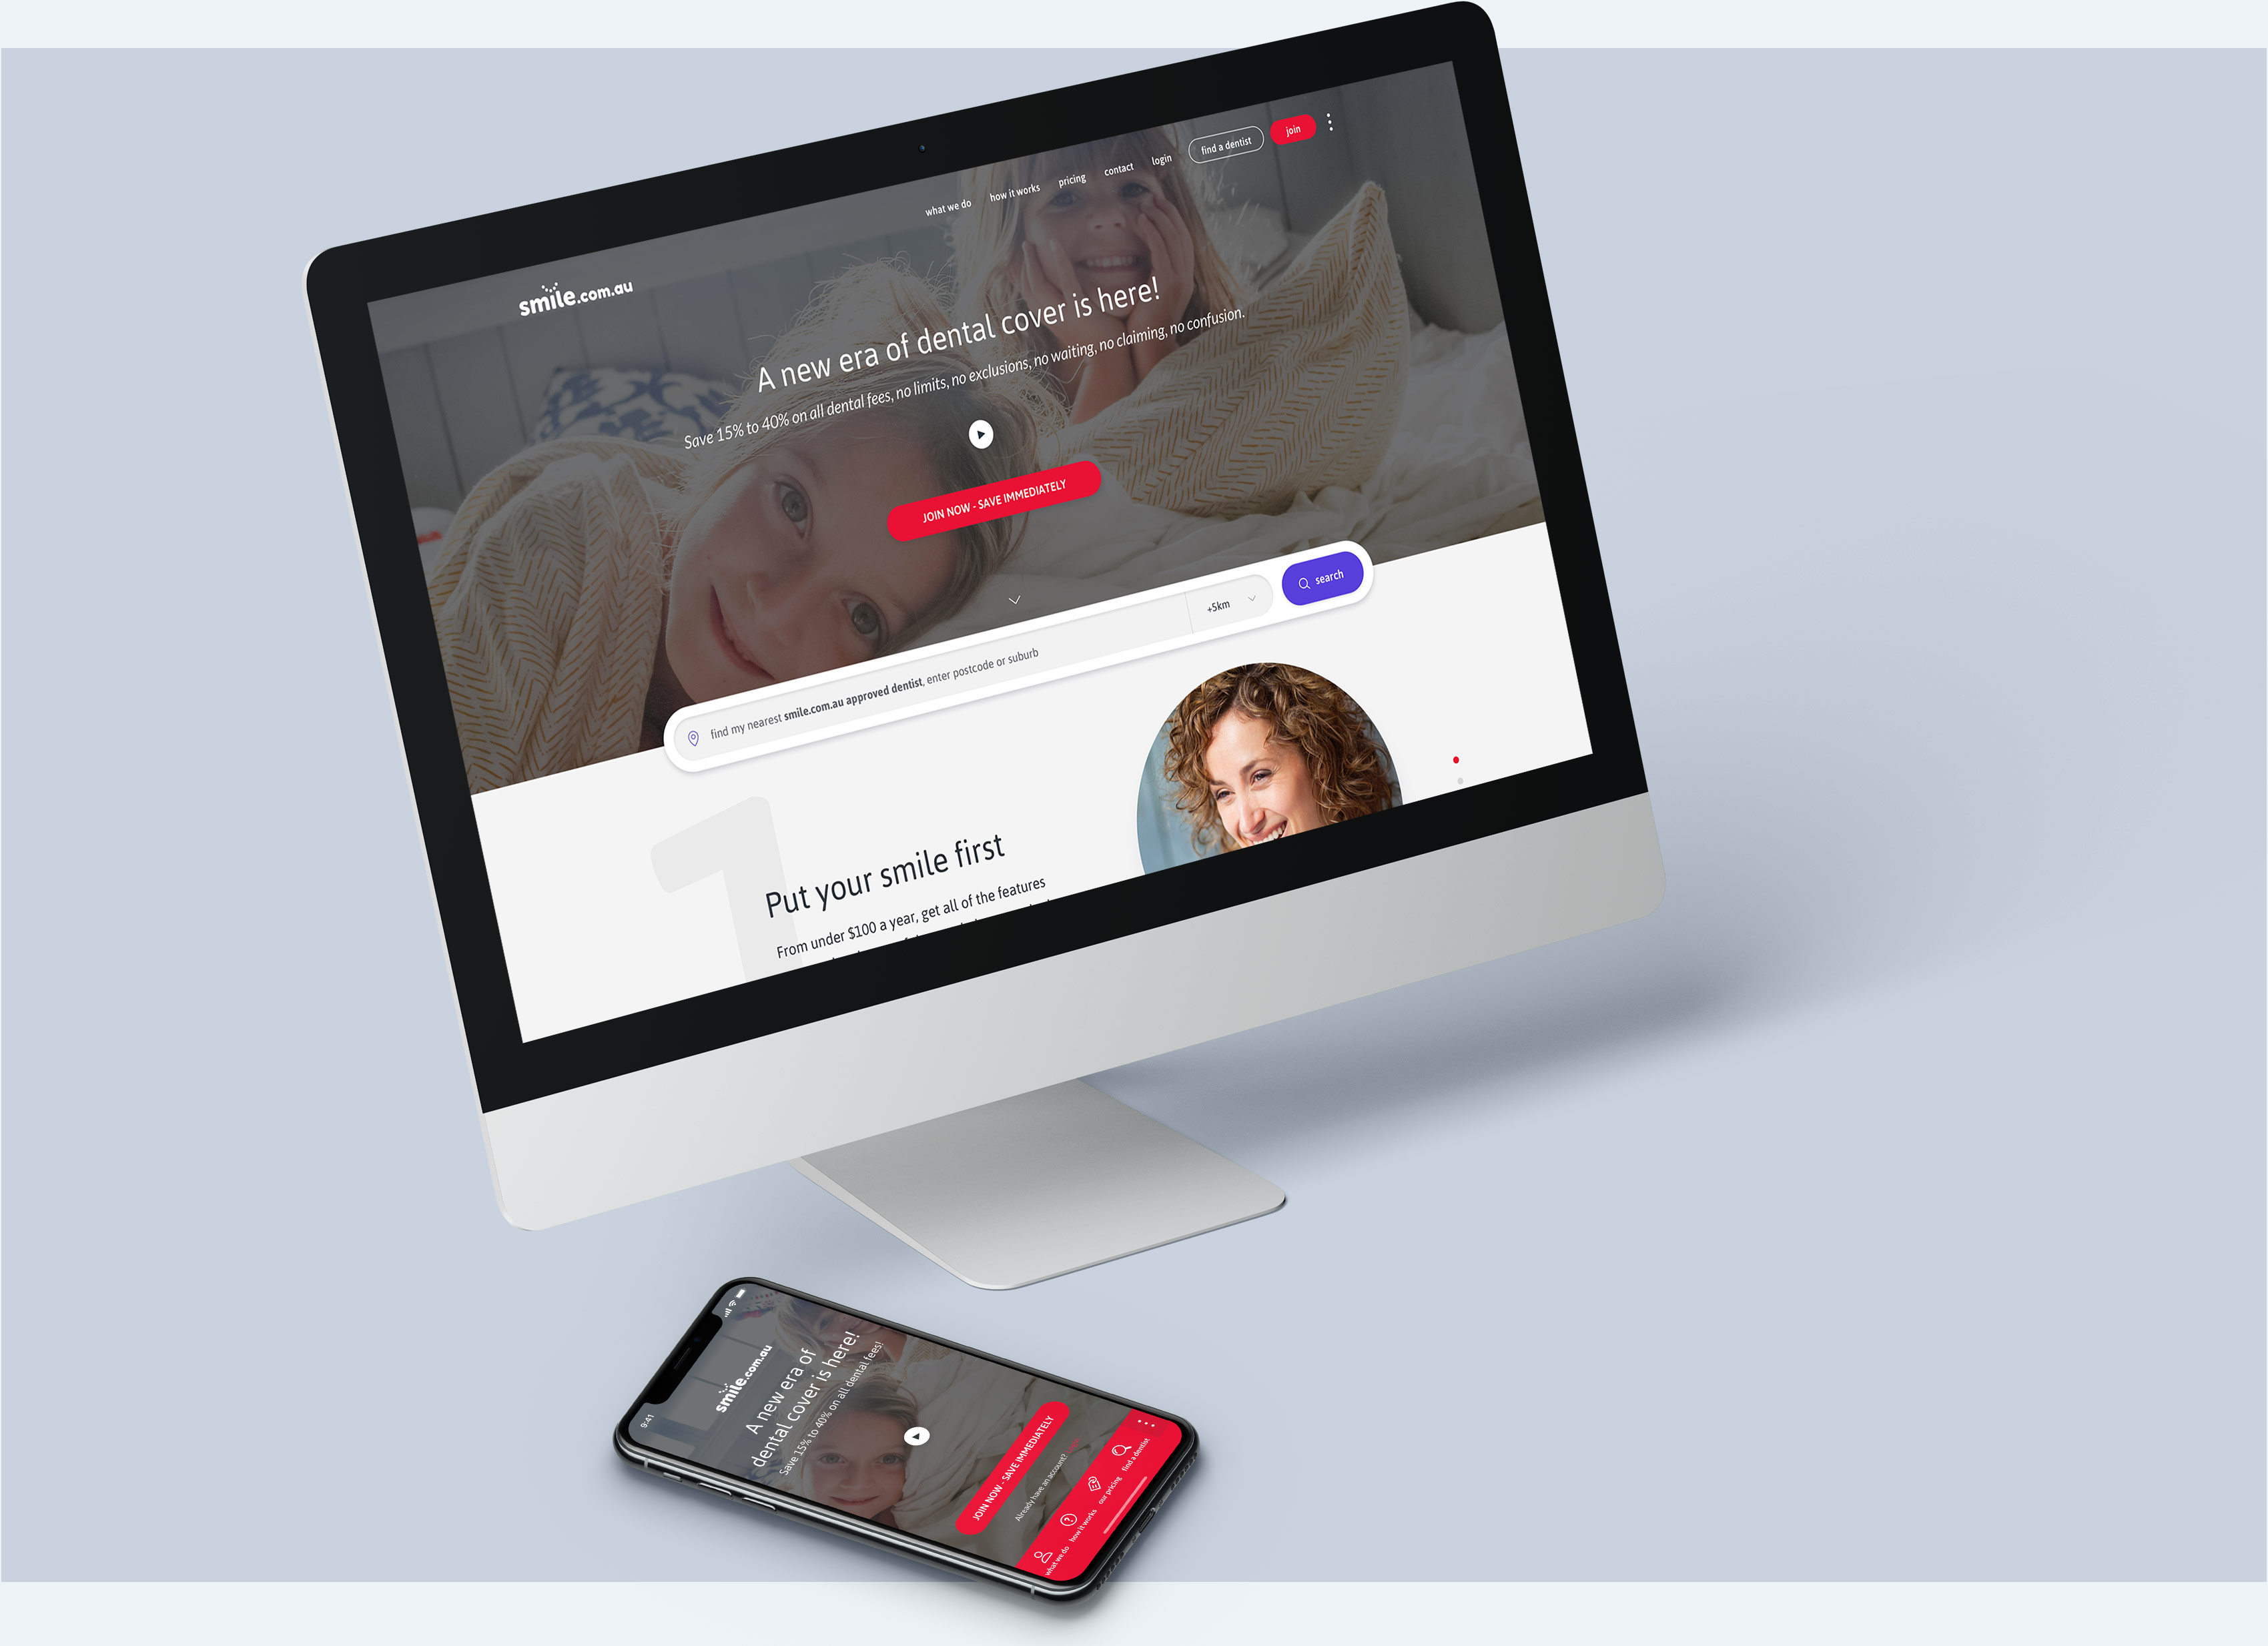 what we do
how it works
pricing
contact
login
find a dentist
join
smile.com.au
A new era of dental cover is here!
Save 15% to 40% on all dental fees, no limits, no exclusions, no waiting, no claiming, no confusion.
JOIN NOW - SAVE IMMEDIATELY
find my nearest smile.com.au approved dentist, enter postcode or suburb
+5km
search
1
Put your smile first
From under $100 a year, get all of the features
9:41
smile.com.au
A new era of
dental cover is here!
Save 15% to 40% on all dental fees!
JOIN NOW - SAVE IMMEDIATELY
Already have an account?
what we do
how it works
our pricing
find a dentist